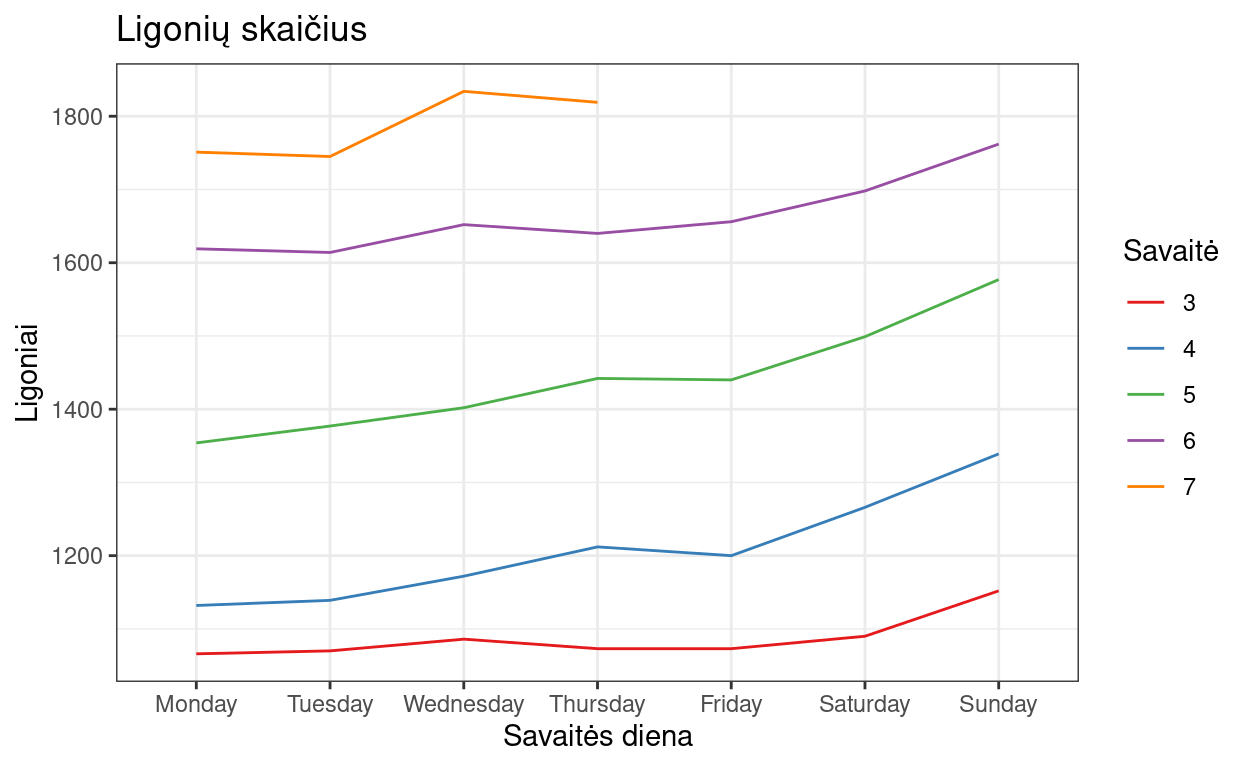 Ligonių skaičius
Ligoniai
1800
1600
1400
1200
Monday Tuesday Wednesday Thursday Friday Saturday Sunday
Savaitės diena
Savaitė
3
4
5
6
7